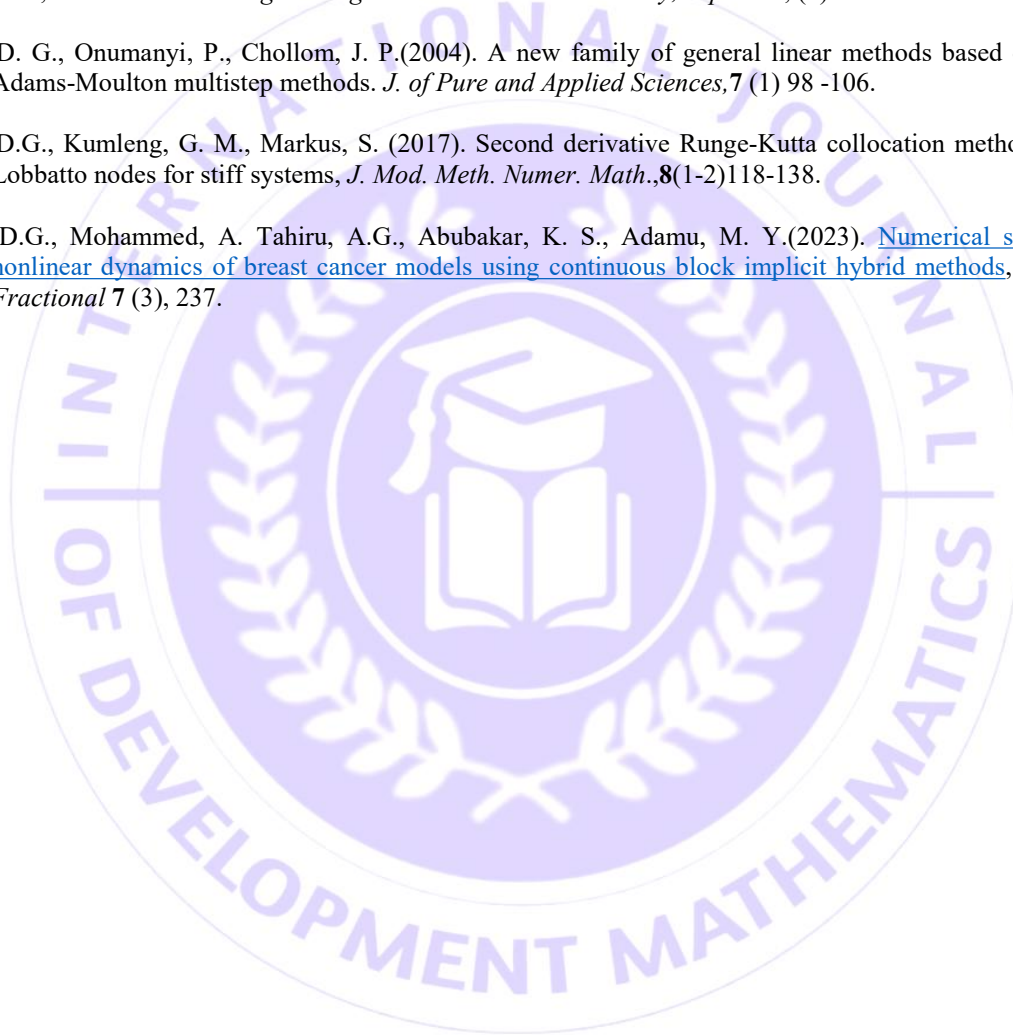 D. G., Onumanyi, P., Chollom, J. P.(2004). A new family of general linear methods based
Adams-Moulton multistep methods. J. of Pure and Applied Sciences,7 (1) 98 -106.
D.G., Kumleng, G. M., Markus, S. (2017). Second derivative Runge-Kutta collocation metho
Lobbatto nodes for stiff systems, J. Mod. Meth. Numer. Math.,8(1-2)118-138.
D.G., Mohammed, A. Tahiru, A.G., Abubakar, K. S., Adamu, M. Y.(2023). Numerical s
nonlinear dynamics of breast cancer models using continuous block implicit hybrid methods,
Fractional 7 (3), 237.
INTERNATIONAL JOURNAL
OF DEVELOPMENT MATHEMATICS